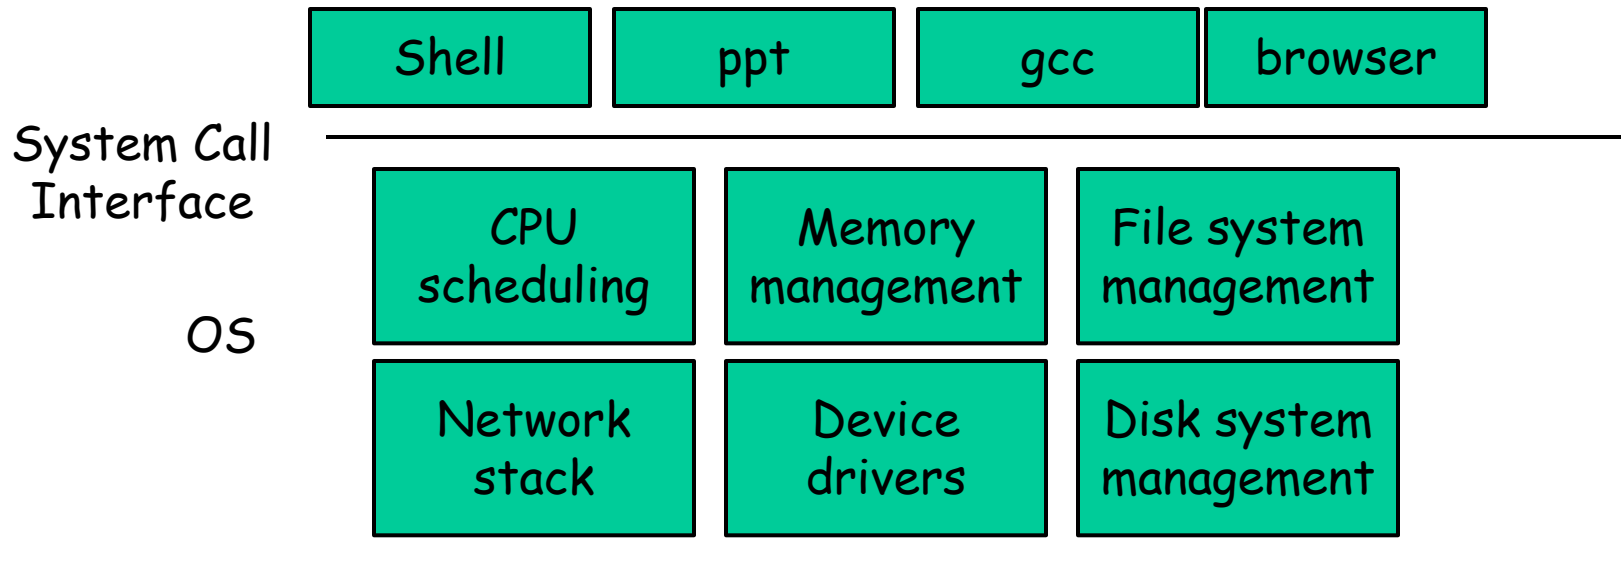 Shell
ppt
gcc
browser
System Call
Interface
CPU
scheduling
Memory
management
File system
management
OS
Network
stack
Device
drivers
Disk system
management